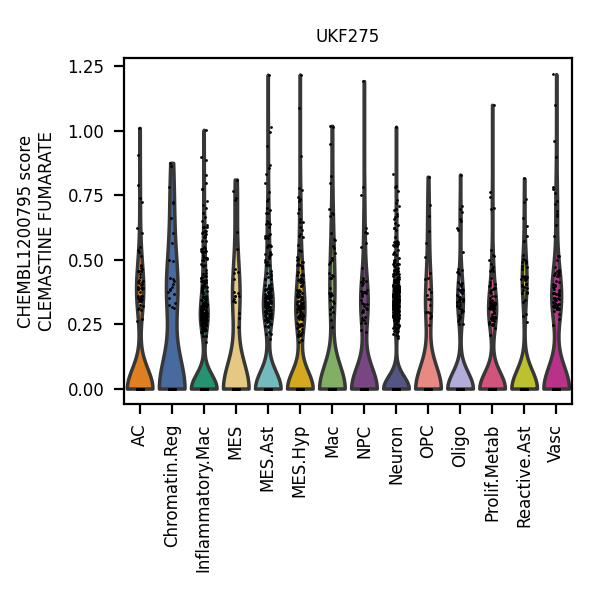 UKF275
CHEMBL1200795 score
CLEMASTINE FUMARATE
1.25
1.00
0.75
0.50
0.25
0.00
AC
Chromatin.Reg
Inflammatory.Mac
MES
MES.Ast
MES.Hyp
Mac
NPC
Neuron
OPC
Oligo
Prolif.Metab
Reactive.Ast
Vasc